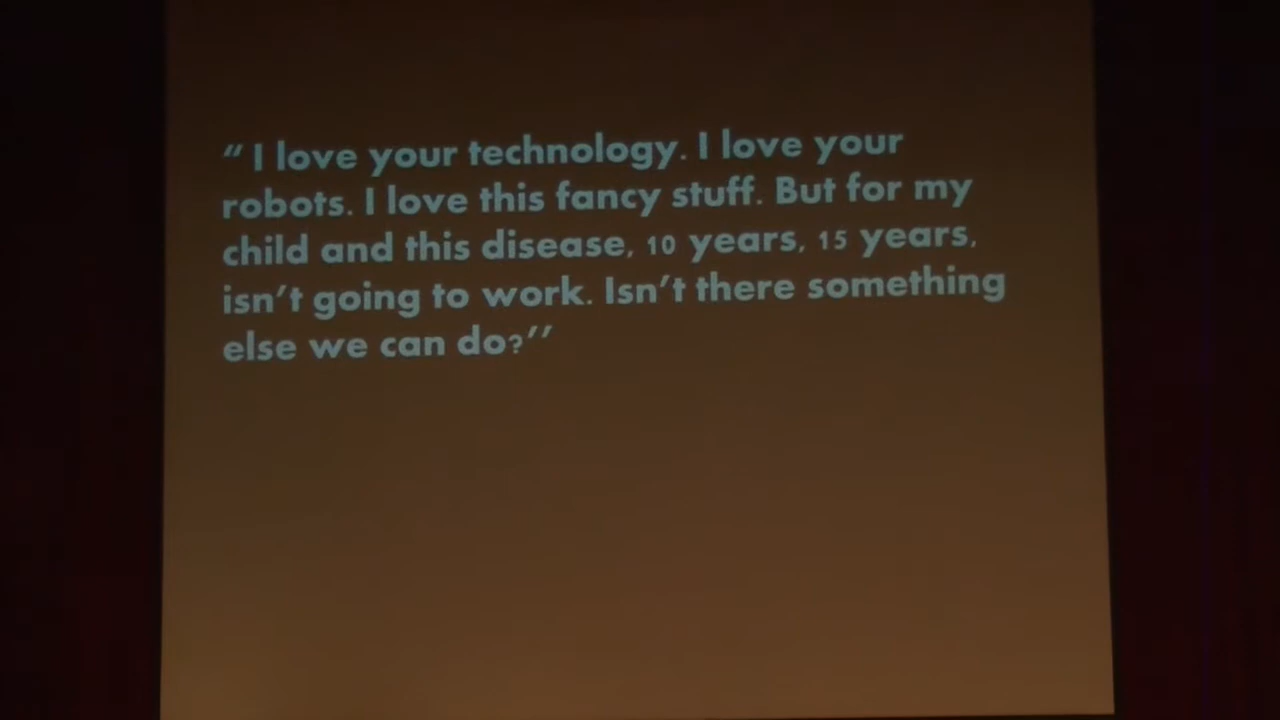 “ I love your technology. I love your
robots. I love this fancy stuff. But for my
child and this disease, 10 years, 15 years,
isn’t going to work. Isn’t there something
else we can do?’’